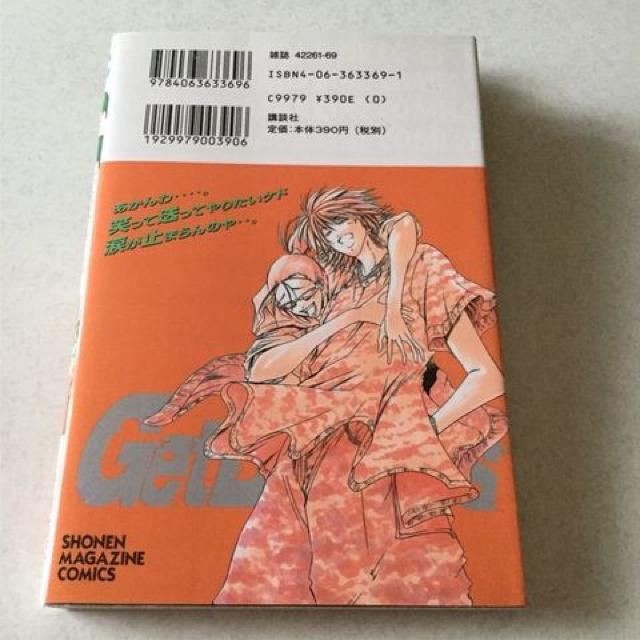 雑誌 42261-69
ISBN4-06-363369-1
9784063633696
C9979 ¥390E (0)
講談社
定価:本体390円(税別)
1929979003906
あかんわ・・・・。
笑って送ってやりたいケド
涙が止まらんのや・・。
Get
SHONEN
MAGAZINE
COMICS